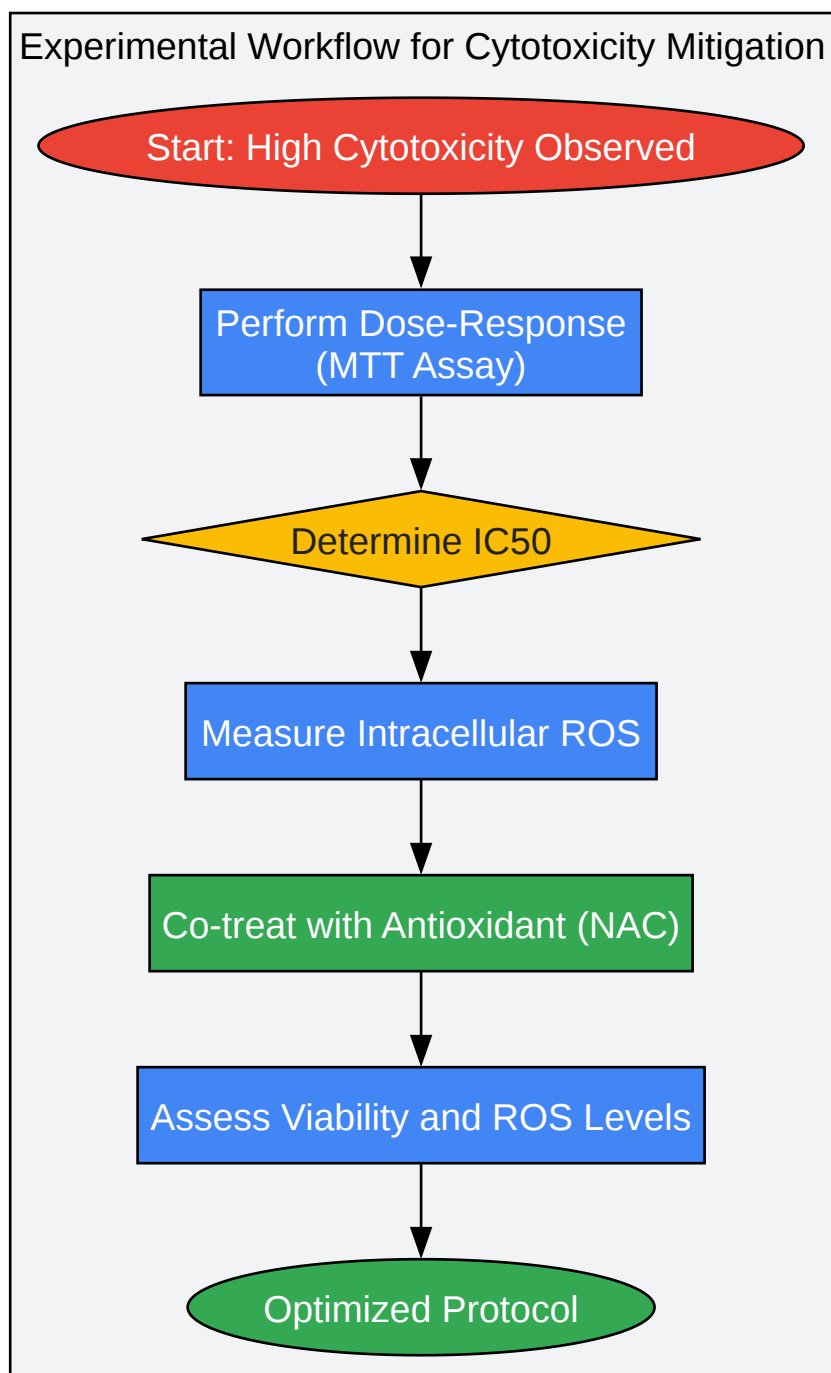 Experimental Workflow for Cytotoxicity Mitigation
Start: High Cytotoxicity Observed
Perform Dose-Response
(MTT Assay)
Determine IC50
Measure Intracellular ROS
Co-treat with Antioxidant (NAC)
Assess Viability and ROS Levels
Optimized Protocol